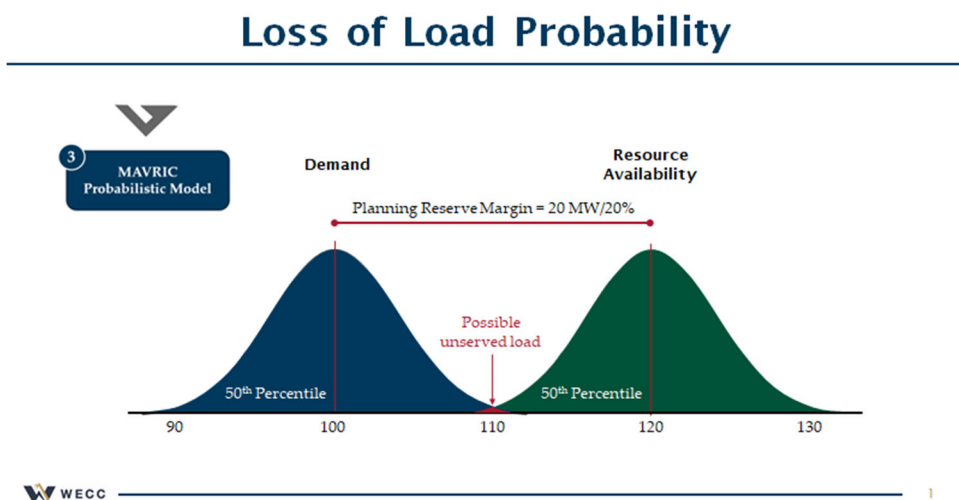 Loss of Load Probability
3
MAVRIC
Probabilistic Model
Demand
Resource
Availability
Planning Reserve Margin = 20 MW/20%
Possible
unserved load
50th Percentile
50th Percentile
90
100
110
120
130
WECC
1